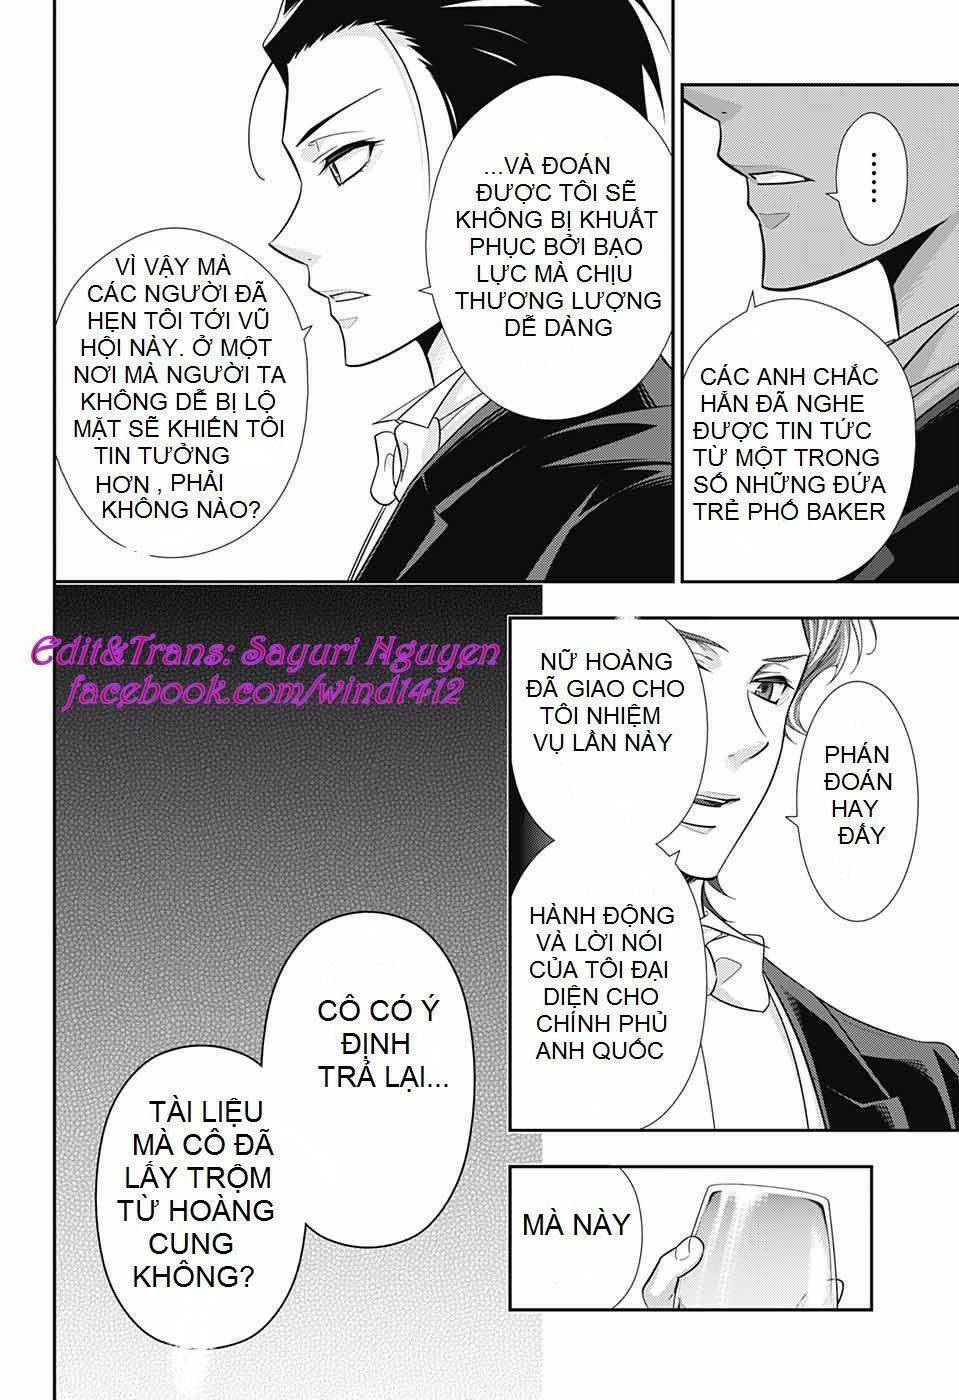 ......
CÁC ANH CHẮC
HẲN ĐÃ NGHE
ĐƯỢC TIN TỨC
TỪ MỘT TRONG
SỐ NHỮNG ĐỨA
TRẺ PHỐ BAKER
...VÀ ĐOÁN
ĐƯỢC TÔI SẼ
KHÔNG BỊ KHUẤT
PHỤC BỞI BẠO
LỰC MÀ CHỊU
THƯƠNG LƯỢNG
DỄ DÀNG
VÌ VẬY MÀ
CÁC NGƯỜI ĐÃ
HẸN TÔI TỚI VŨ
HỘI NÀY. Ở MỘT
NƠI MÀ NGƯỜI TA
KHÔNG DỄ BỊ LỘ
MẶT SẼ KHIẾN TÔI
TIN TƯỞNG
HƠN , PHẢI
KHÔNG NÀO?
PHÁN
ĐOÁN
HAY
ĐẤY
NỮ HOÀNG
ĐÃ GIAO CHO
TÔI NHIỆM
VỤ LẦN NÀY
HÀNH ĐỘNG
VÀ LỜI NÓI
CỦA TÔI ĐẠI
DIỆN CHO
CHÍNH PHỦ
ANH QUỐC
MÀ NÀY
Edit&Trans: Sayuri Nguyen
facebook.com/wind1412
CÔ CÓ Ý
ĐỊNH
TRẢ LẠI...
TÀI LIỆU
MÀ CÔ ĐÃ
LẤY TRỘM
TỪ HOÀNG
CUNG
KHÔNG?